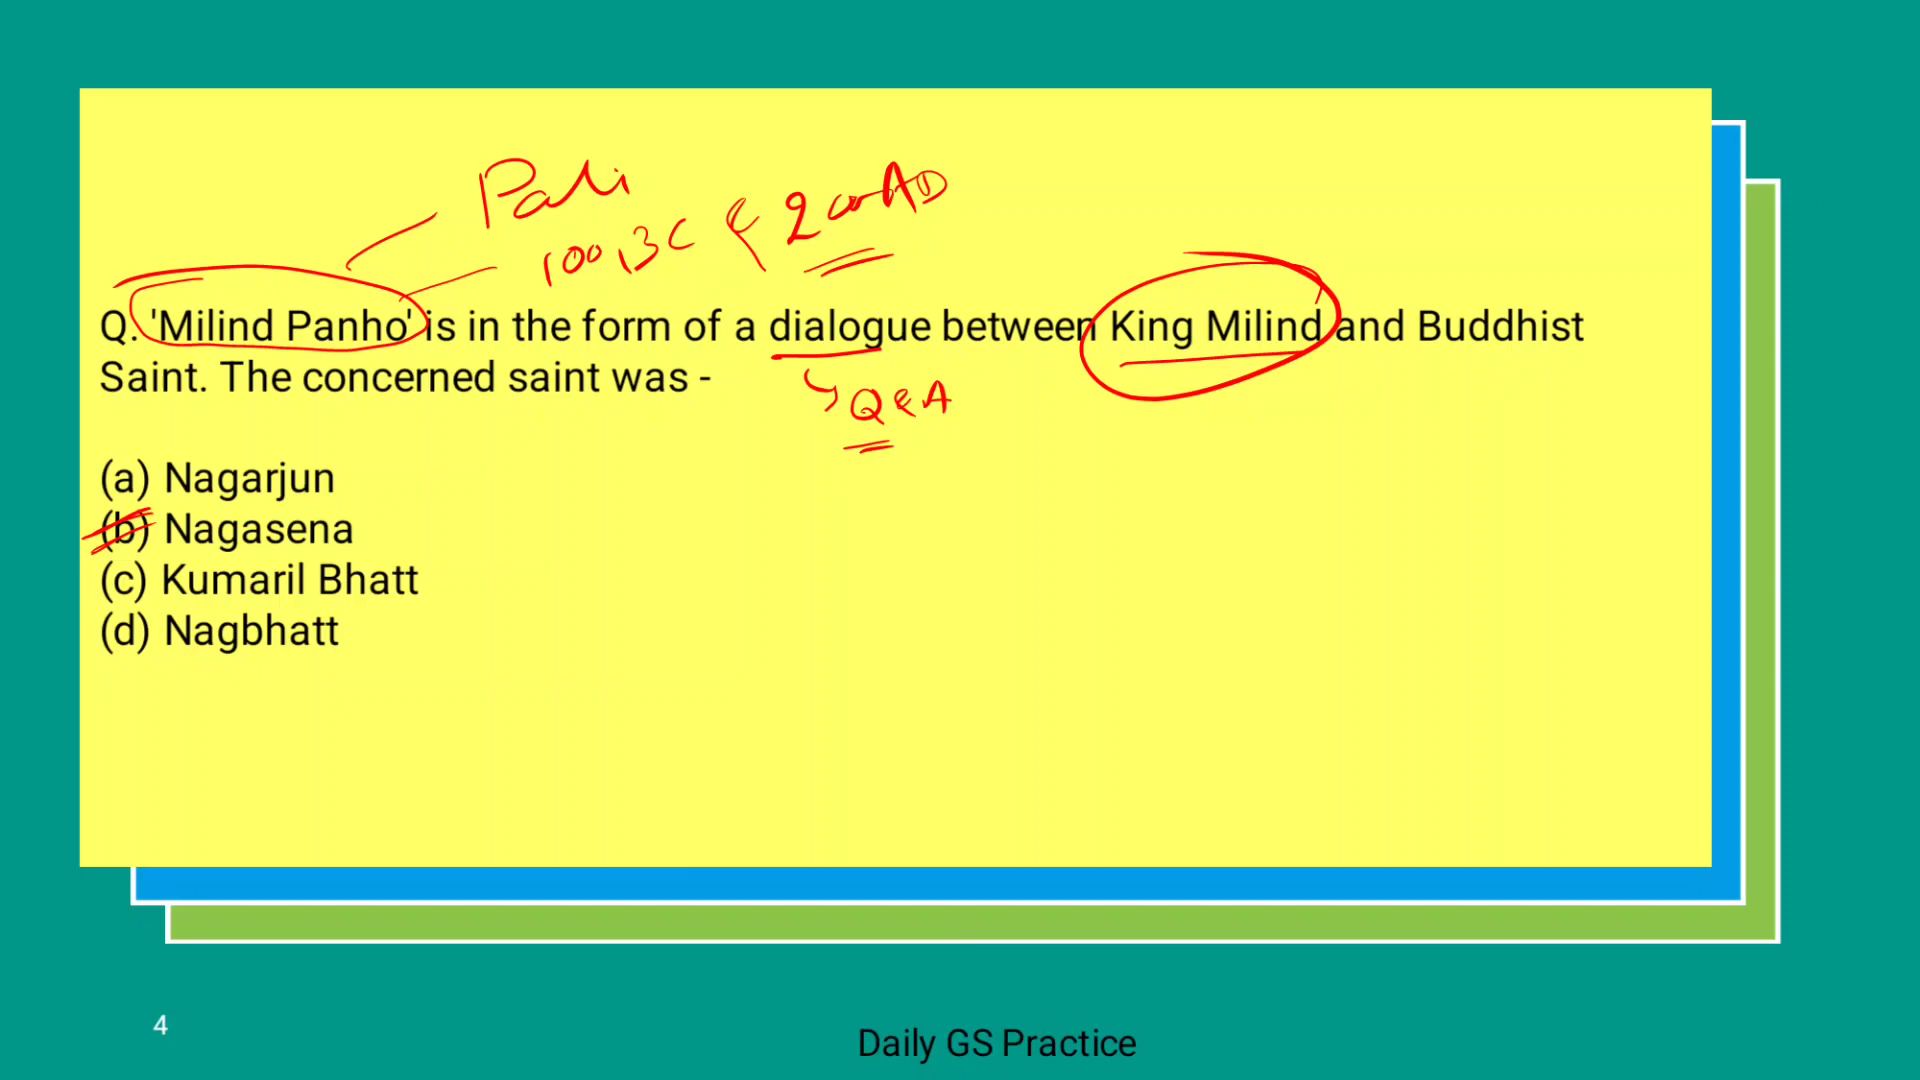 Pali
100 BC & 200 AD
Q. 'Milind Panho' is in the form of a dialogue between King Milind and Buddhist
Saint. The concerned saint was -
Q & A
(a) Nagarjun
(b) Nagasena
(c) Kumaril Bhatt
(d) Nagbhatt
4
Daily GS Practice